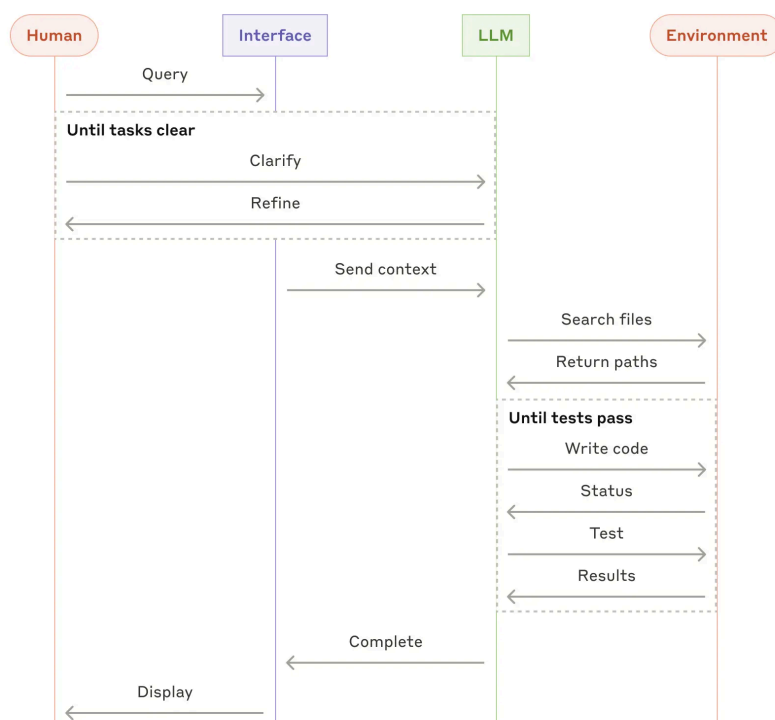 Human
Interface
LLM
Environment
Query
Until tasks clear
Clarify
Refine
Send context
Search files
Return paths
Until tests pass
Write code
Status
Test
Results
Complete
Display